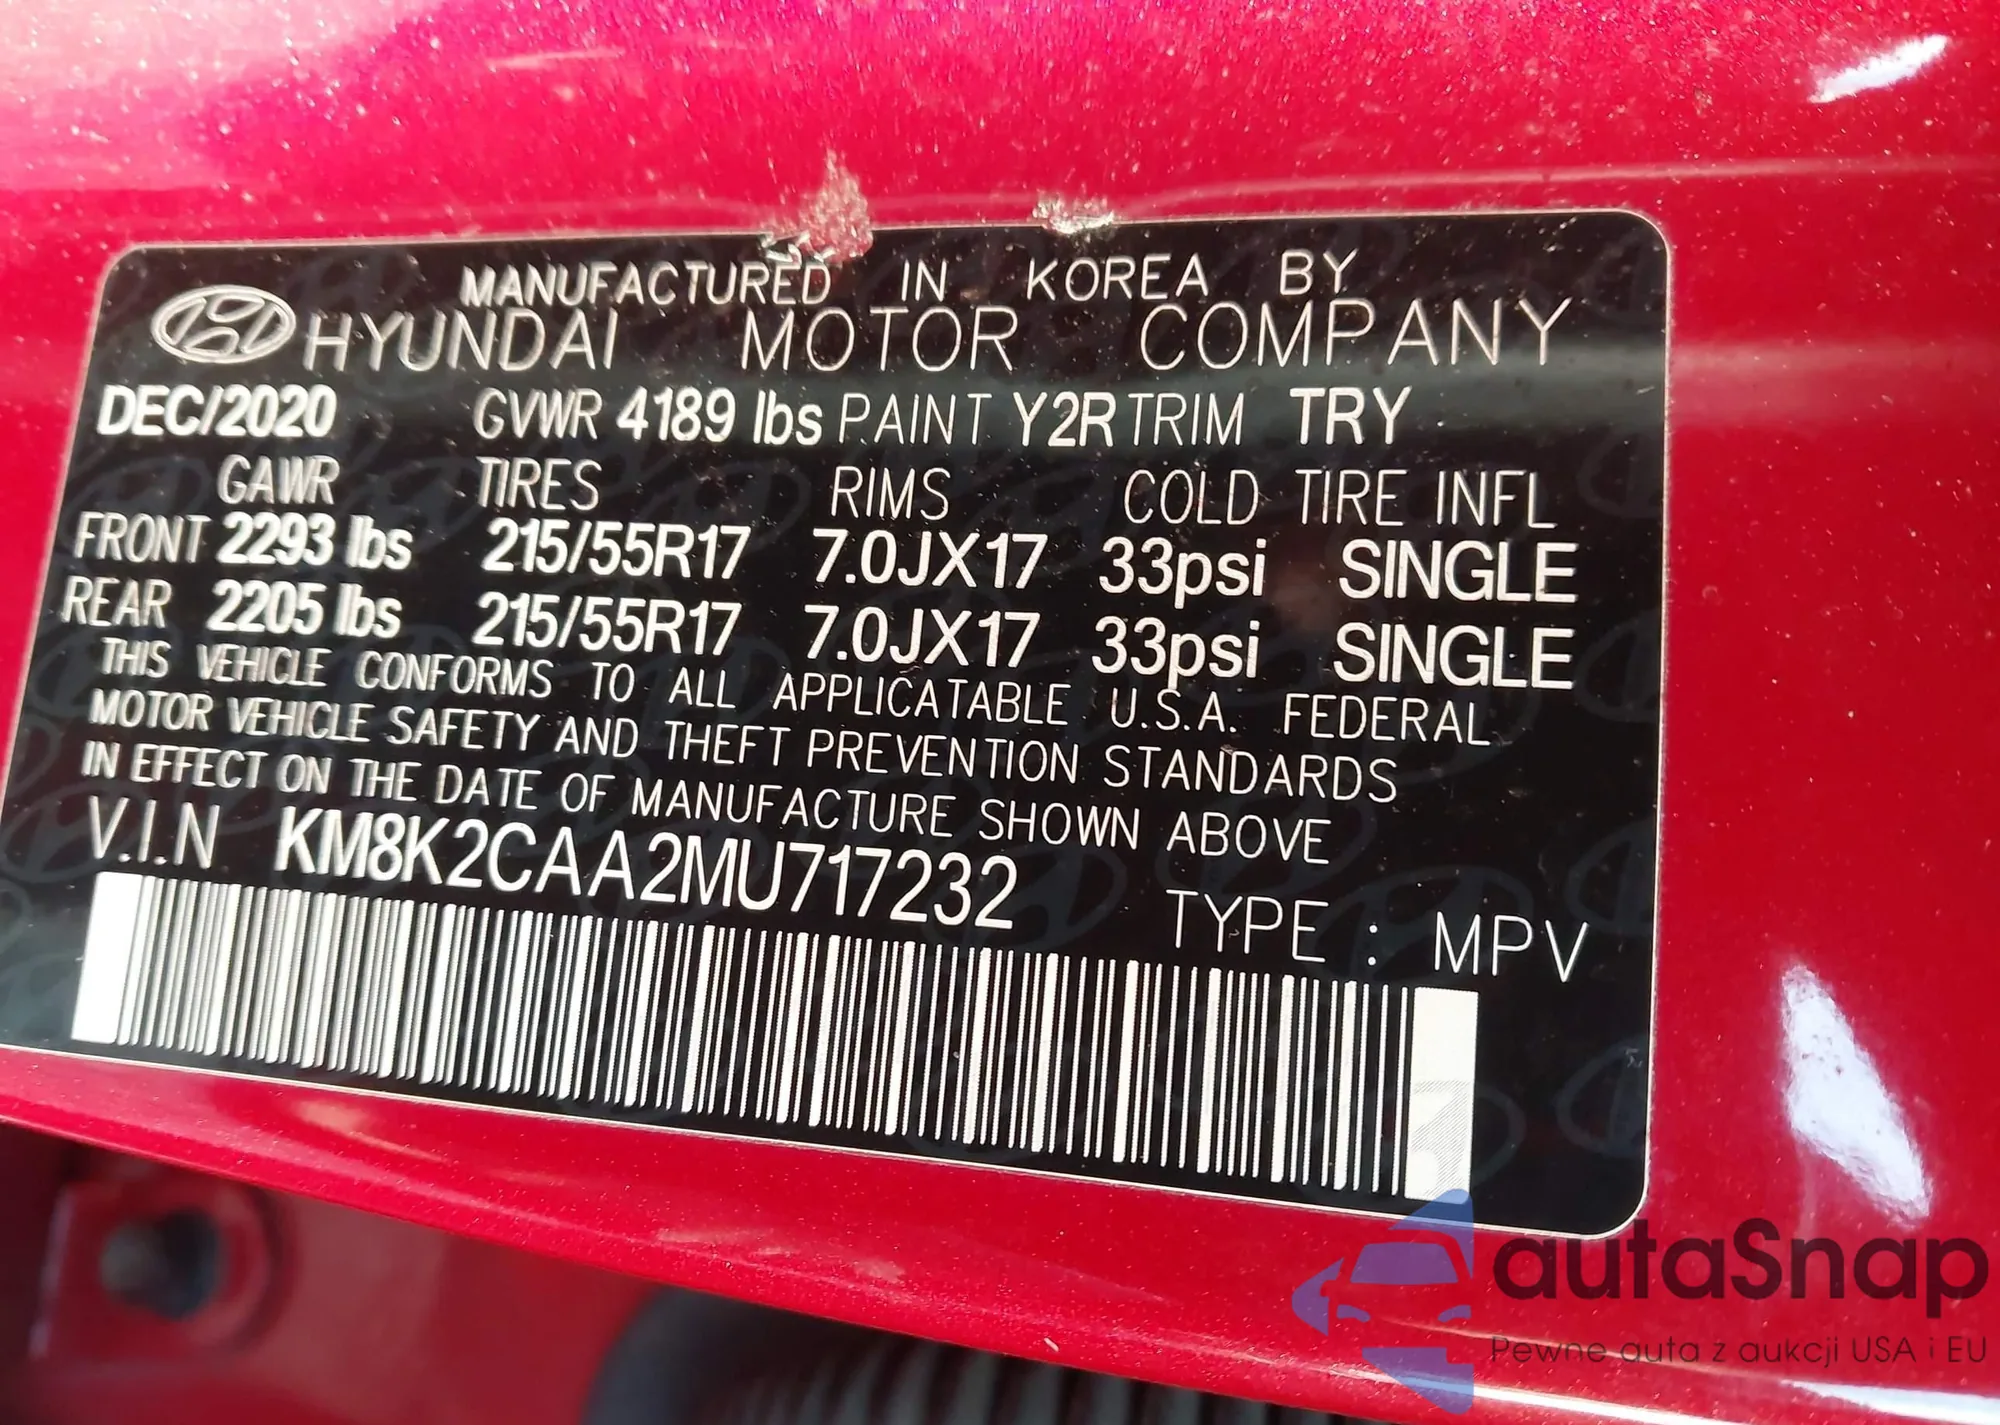 MANUFACTURED IN KOREA BY
HYUNDAI MOTOR COMPANY
DEC/2020 GVWR 4189 lbs PAINT Y2R TRIM TRY
GAWR TIRES RIMS COLD TIRE INFL
FRONT 2293 lbs 215/55R17 7.0JX17 33psi SINGLE
REAR 2205 lbs 215/55R17 7.0JX17 33psi SINGLE
THIS VEHICLE CONFORMS TO ALL APPLICATABLE U.S.A. FEDERAL
MOTOR VEHICLE SAFETY AND THEFT PREVENTION STANDARDS
IN EFFECT ON THE DATE OF MANUFACTURE SHOWN ABOVE
V.I.N KM8K2CAA2MU717232
TYPE : MPV
autaSnap
Pewne auta z aukcji USA i EU